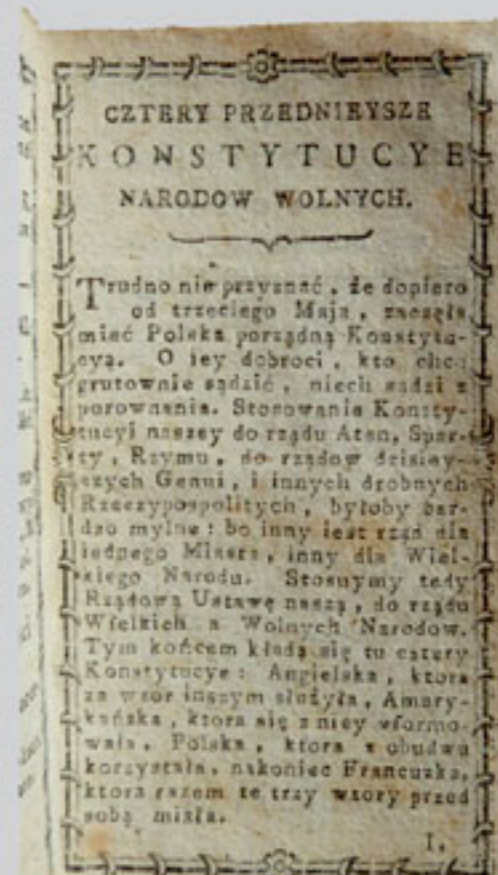 CZTERY PRZEDNIEYSZE
KONSTYTUCYE
NARODOW WOLNYCH.
Trudno nie przyznać, że dopiero
od trzeciego Maja, zaczęła
mieć Polska porządną Konstytu-
cyą. O iey dobroci, kto chce
grutownie sądzić, niech sądzi z
porownania. Stosowanie Konsty-
tucyi naszey do rządu Aten, Spar-
ty, Rzymu, do rządow dzisiey-
szych Genui, i innych drobnych
Rzeczypospolitych, byłoby bar-
dzo mylne: bo inny iest rząd dla
iednego Miasta, inny dla Wiel-
kiego Narodu. Stosuymy tedy
Rządową Ustawę naszą, do rządu
Wielkich a Wolnych Narodow.
Tym końcem kładą się tu cztery
Konstytucye: Angielska, ktora
za wzor inszym służyła, Amery-
kańska, ktora się z niey uformo-
wała, Polska, ktora z obudwu
korzystała, nakoniec Francuzka,
ktora razem te trzy wzory przed
sobą miała.
I.